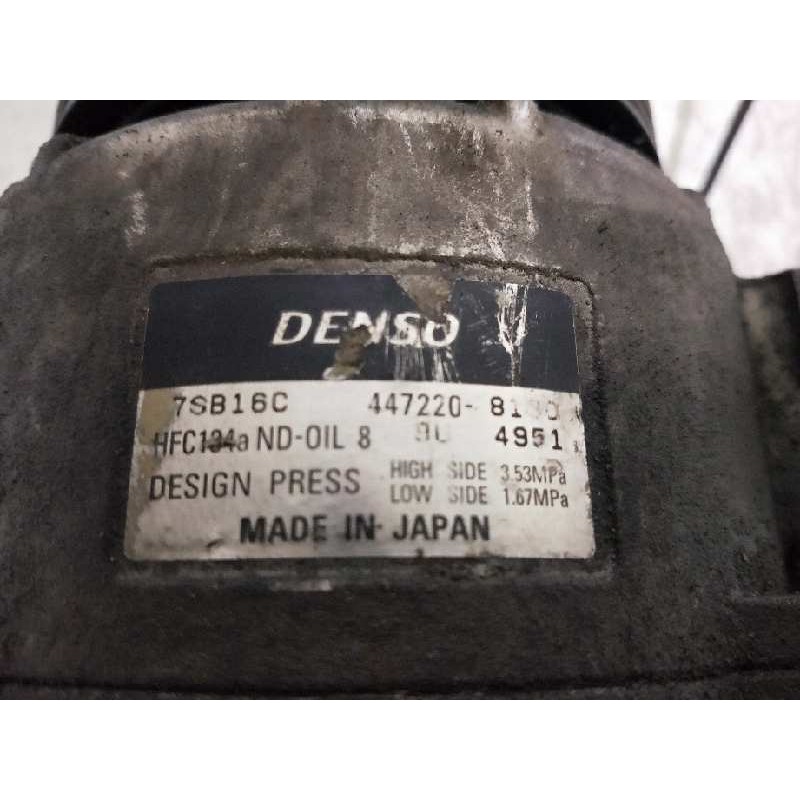 DENSO
7SB16C 447220-
HFC134a ND-OIL 8 4951
DESIGN PRESS HIGH SIDE 3.53MPa
LOW SIDE 1.67MPa
MADE IN JAPAN